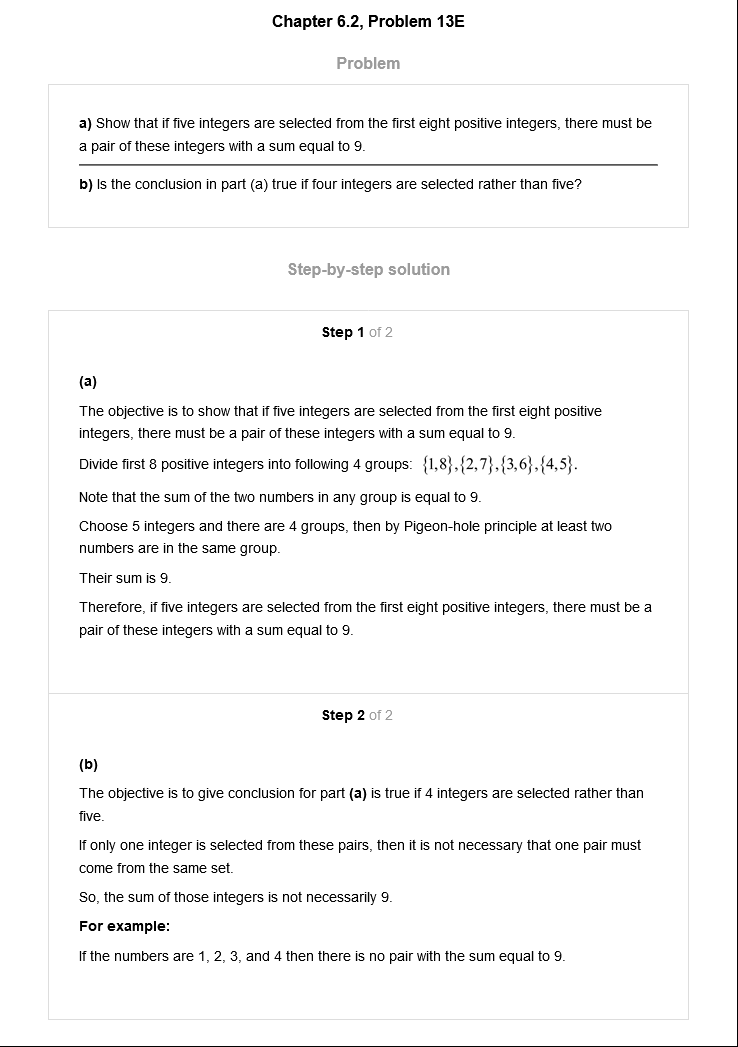 Chapter 6.2, Problem 13E
Problem
a) Show that if five integers are selected from the first eight positive integers, there must be
a pair of these integers with a sum equal to 9.
b) Is the conclusion in part (a) true if four integers are selected rather than five?
Step-by-step solution
Step 1 of 2
(a)
The objective is to show that if five integers are selected from the first eight positive
integers, there must be a pair of these integers with a sum equal to 9.
Divide first 8 positive integers into following 4 groups: {1,8},{2,7},{3,6},{4,5}.
Note that the sum of the two numbers in any group is equal to 9.
Choose 5 integers and there are 4 groups, then by Pigeon-hole principle at least two
numbers are in the same group.
Their sum is 9.
Therefore, if five integers are selected from the first eight positive integers, there must be a
pair of these integers with a sum equal to 9.
Step 2 of 2
(b)
The objective is to give conclusion for part (a) is true if 4 integers are selected rather than
five.
If only one integer is selected from these pairs, then it is not necessary that one pair must
come from the same set.
So, the sum of those integers is not necessarily 9.
For example:
If the numbers are 1, 2, 3, and 4 then there is no pair with the sum equal to 9.